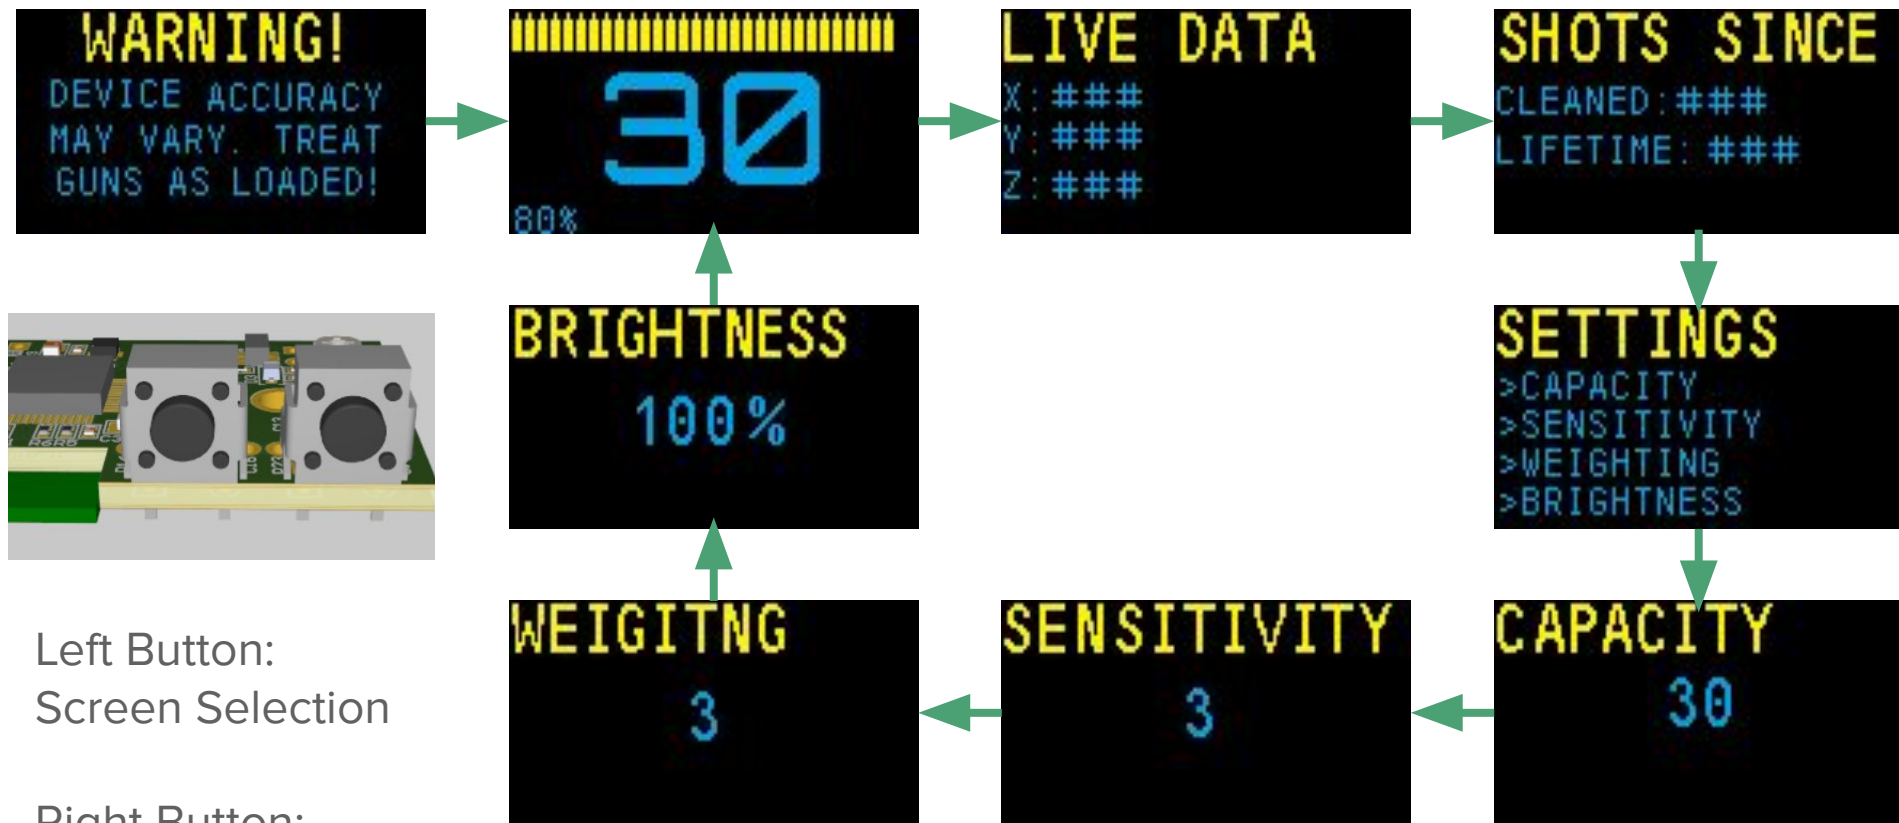 WARNING!
DEVICE ACCURACY
MAY VARY. TREAT
GUNS AS LOADED!
30
80%
LIVE DATA
X:###
Y:###
Z:###
SHOTS SINCE
CLEANED:###
LIFETIME:###
BRIGHTNESS
100%
SETTINGS
>CAPACITY
>SENSITIVITY
>WEIGHTING
>BRIGHTNESS
R6R5
WEIGITNG
3
SENSITIVITY
3
CAPACITY
30
Left Button:
Screen Selection
Right Button: